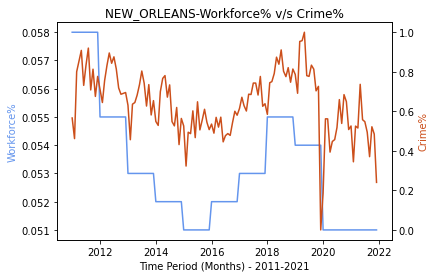 NEW_ORLEANS-Workforce% v/s Crime%
Workforce%
0.058
0.057
0.056
0.055
0.054
0.053
0.052
0.051
1.0
0.8
0.6
0.4
0.2
0.0
Crime%
2012 2014 2016 2018 2020 2022
Time Period (Months) - 2011-2021